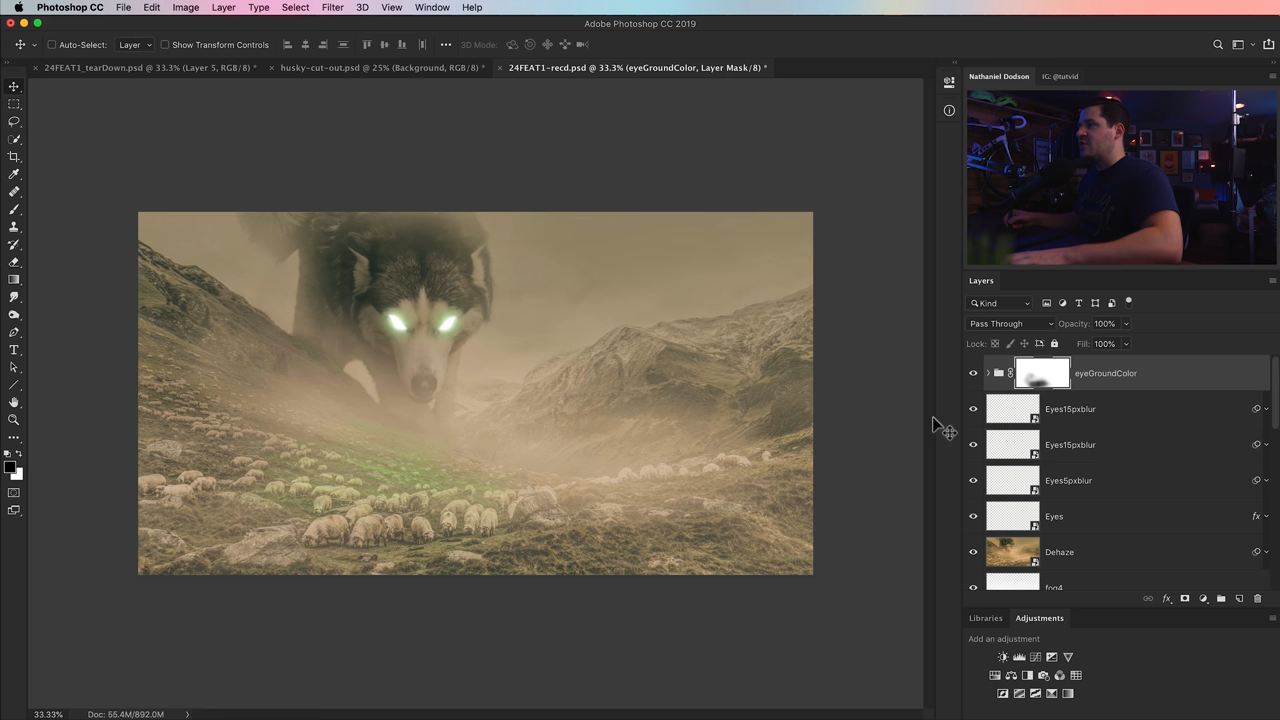 Photoshop CC File Edit Image Layer Type Select Filter 3D View Window Help
Adobe Photoshop CC 2019
Auto-Select: Layer Show Transform Controls 3D Mode:
24FEAT1_tearDown.psd @ 33.3% (Layer 5, RGB/8) * husky-cut-out.psd @ 25% (Background, RGB/8) * 24FEAT1-recd.psd @ 33.3% (eyeGroundColor, Layer Mask/8) *
Nathaniel Dodson IG: @tutvid
Layers
Kind
Pass Through Opacity: 100%
Lock: Fill: 100%
eyeGroundColor
Eyes15pxblur
Eyes15pxblur
Eyes5pxblur
Eyes fx
Dehaze
fog4
fx
Libraries Adjustments
Add an adjustment
33.33% Doc: 55.4M/892.0M